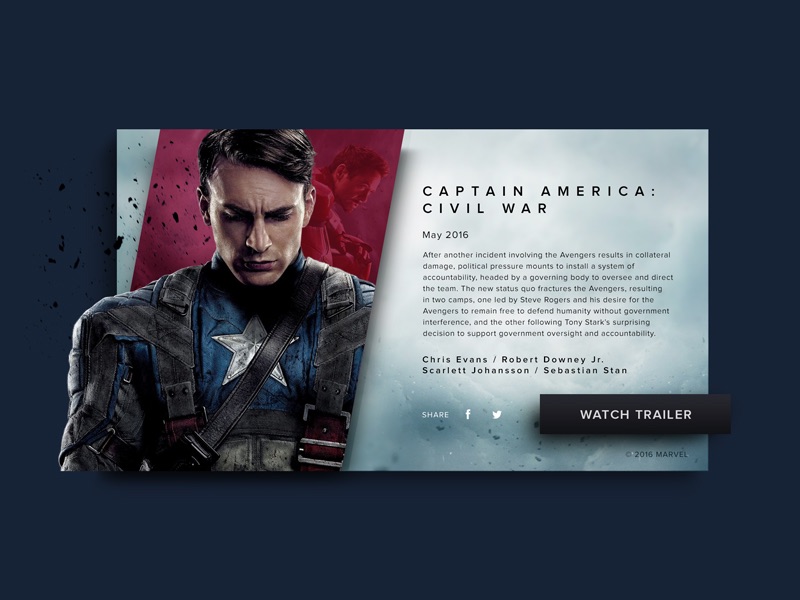 CAPTAIN AMERICA:
CIVIL WAR
May 2016
After another incident involving the Avengers results in collateral
damage, political pressure mounts to install a system of
accountability, headed by a governing body to oversee and direct
the team. The new status quo fractures the Avengers, resulting
in two camps, one led by Steve Rogers and his desire for the
Avengers to remain free to defend humanity without government
interference, and the other following Tony Stark's surprising
decision to support government oversight and accountability.
Chris Evans / Robert Downey Jr.
Scarlett Johansson / Sebastian Stan
SHARE
WATCH TRAILER
© 2016 MARVEL